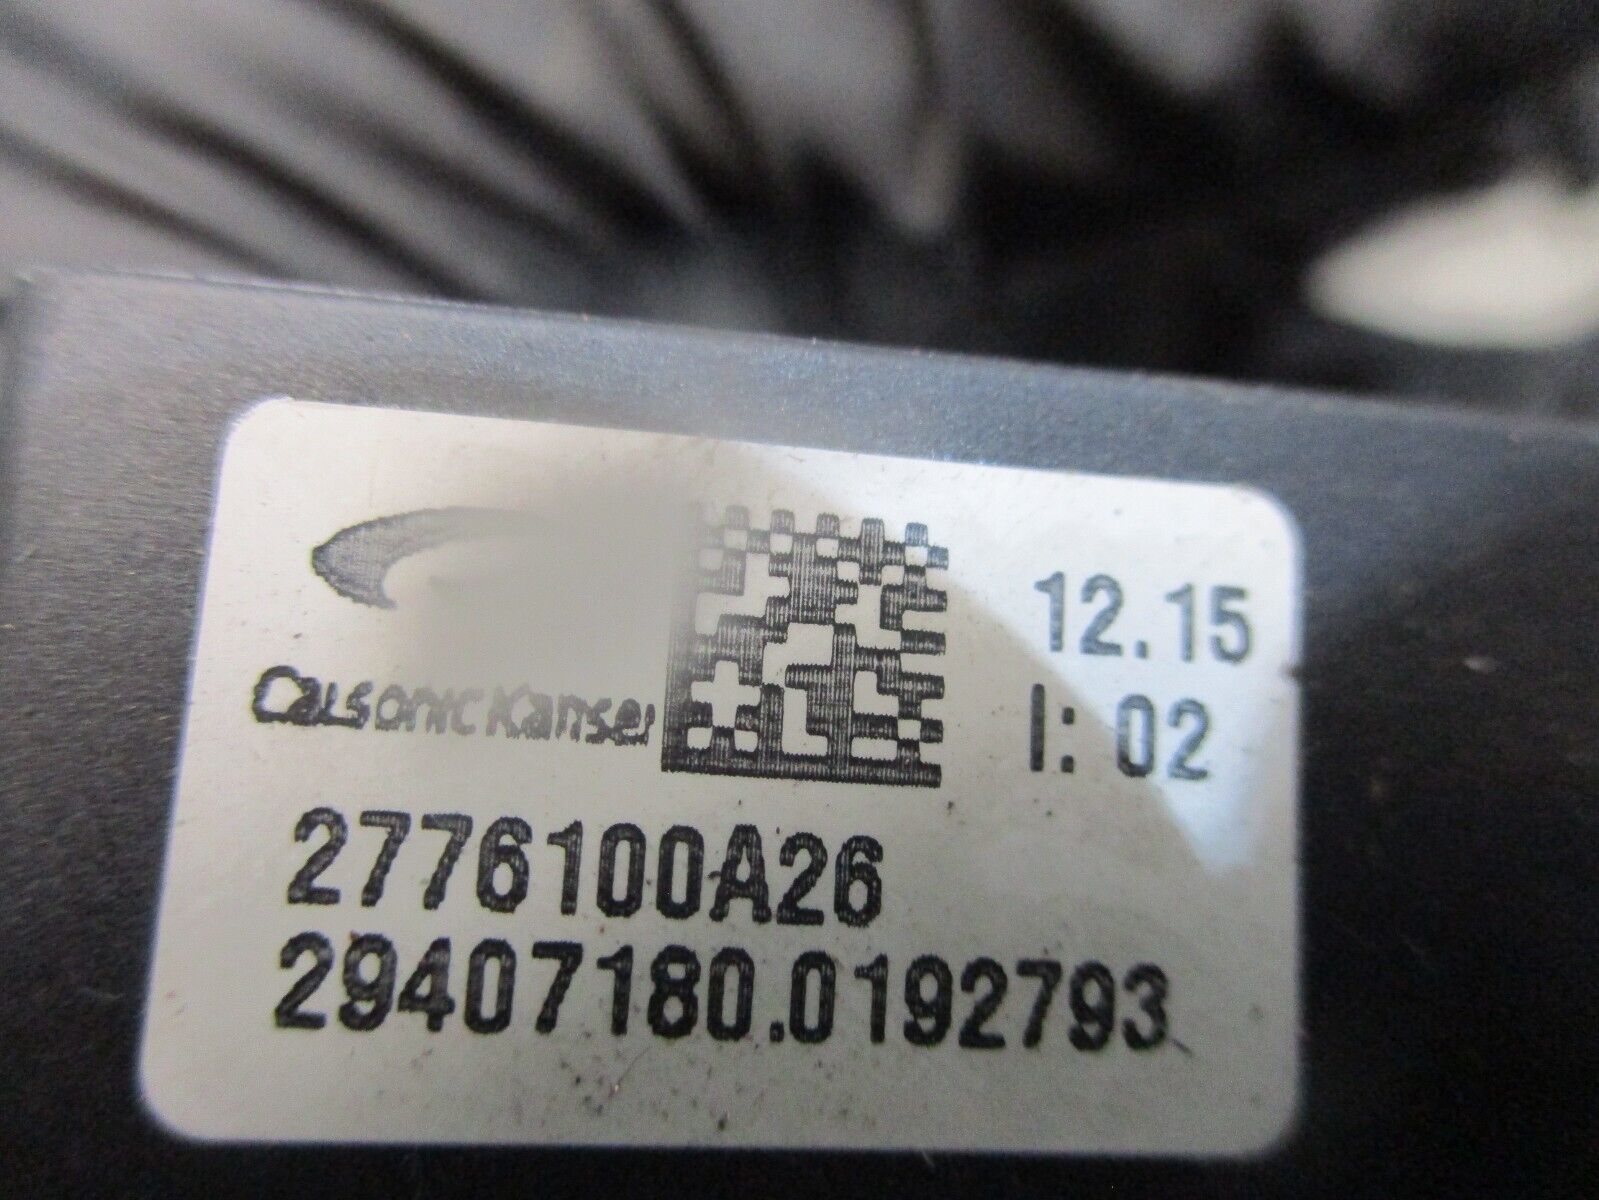 CalsonicKansei
12.15
I: 02
2776100A26
29407180.0192793